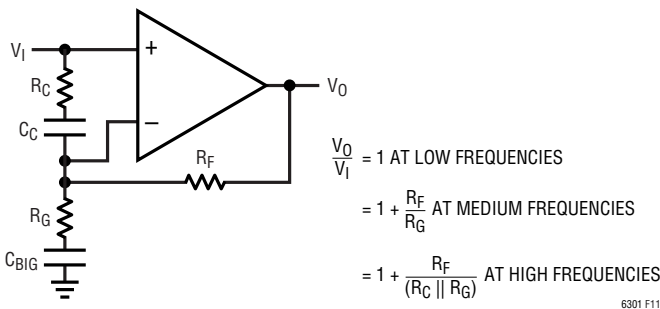 V_I
+
R_C
V_O
C_C
−
R_F
V_O/V_I = 1 AT LOW FREQUENCIES
R_G
= 1 + R_F/R_G AT MEDIUM FREQUENCIES
C_BIG
= 1 + R_F/(R_C || R_G) AT HIGH FREQUENCIES
6301 F11